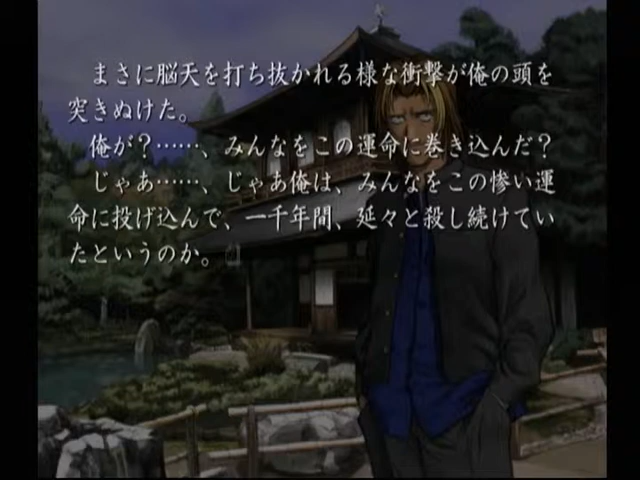 まさに脳天を打ち抜かれる様な衝撃が俺の頭を
突きぬけた。
俺が？……、みんなをこの運命に巻き込んだ？
じゃあ……、じゃあ俺は、みんなをこの惨い運
命に投げ込んで、一千年間、延々と殺し続けてい
たというのか。